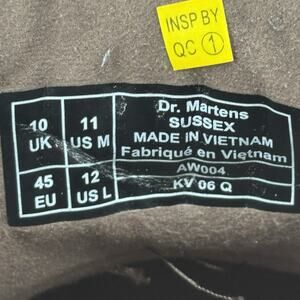 INSP BY
QC 1
10 UK
11 US M
45 EU
12 US L
Dr. Martens
SUSSEX
MADE IN VIETNAM
Fabriqué en Vietnam
AW004
KV 06 Q